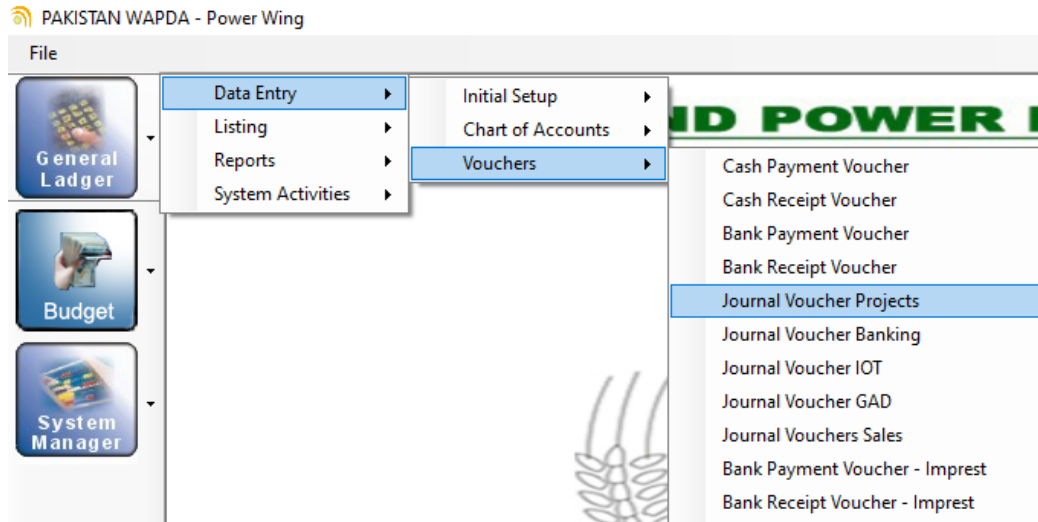 PAKISTAN WAPDA - Power Wing
File
General
Ladger
Budget
System
Manager
Data Entry
Listing
Reports
System Activities
Initial Setup
Chart of Accounts
Vouchers
POWER
Cash Payment Voucher
Cash Receipt Voucher
Bank Payment Voucher
Bank Receipt Voucher
Journal Voucher Projects
Journal Voucher Banking
Journal Voucher IOT
Journal Voucher GAD
Journal Vouchers Sales
Bank Payment Voucher - Imprest
Bank Receipt Voucher - Imprest